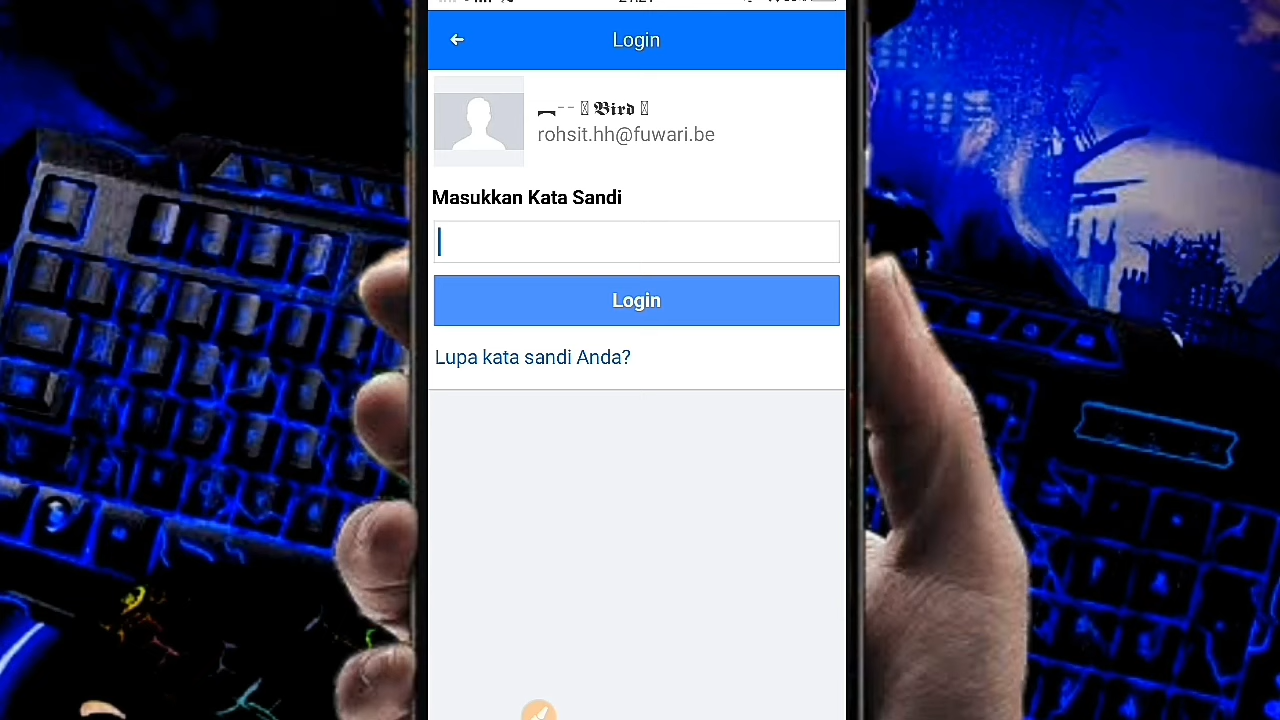 Login
︻-- 𝕭𝖎𝖗𝖉
rohsit.hh@fuwari.be
Masukkan Kata Sandi
Login
Lupa kata sandi Anda?